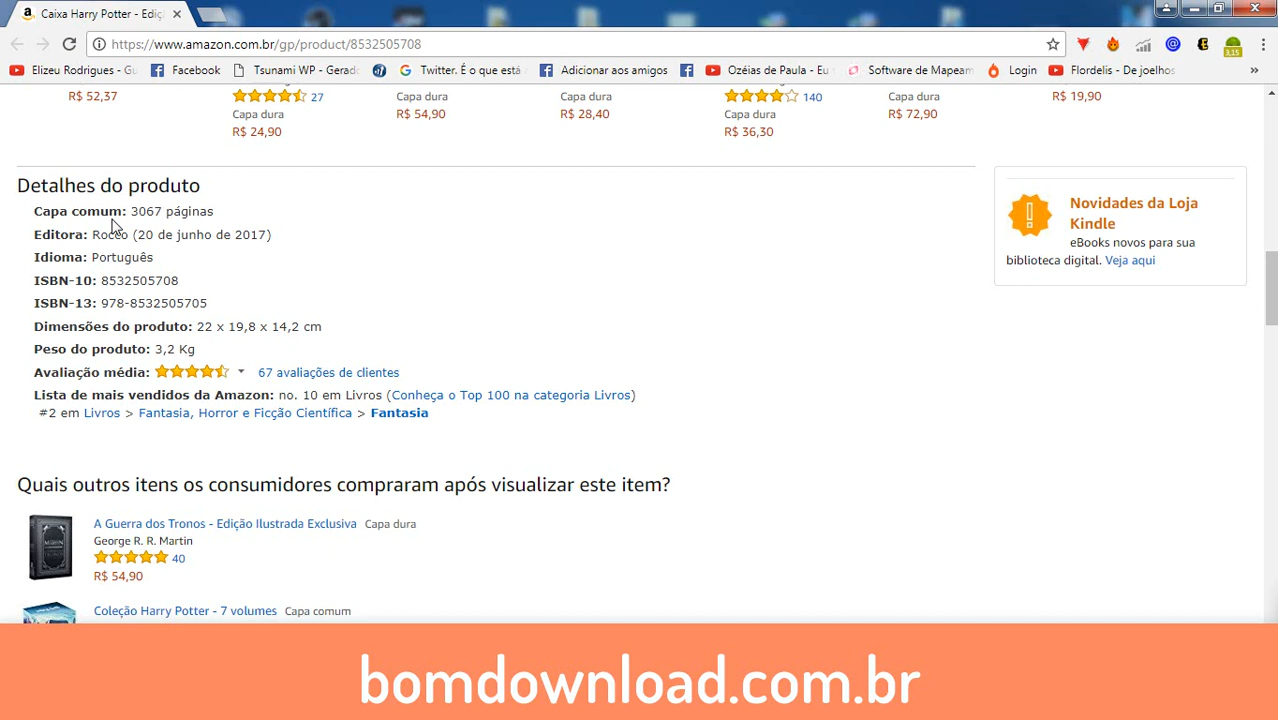 Caixa Harry Potter - Ediç
https://www.amazon.com.br/gp/product/8532505708
3,15
Elizeu Rodrigues - Gu
Facebook
Tsunami WP - Gerad
Twitter. É o que está
Adicionar aos amigos
Ozéias de Paula - Eu
Software de Mapeam
Login
Flordelis - De joelhos
»
R$ 52,37
27
Capa dura
R$ 24,90
Capa dura
R$ 54,90
Capa dura
R$ 28,40
140
Capa dura
R$ 36,30
Capa dura
R$ 72,90
R$ 19,90
Detalhes do produto
Capa comum: 3067 páginas
Editora: Rocco (20 de junho de 2017)
Idioma: Português
ISBN-10: 8532505708
ISBN-13: 978-8532505705
Dimensões do produto: 22 x 19,8 x 14,2 cm
Peso do produto: 3,2 Kg
Avaliação média: 67 avaliações de clientes
Lista de mais vendidos da Amazon: no. 10 em Livros (Conheça o Top 100 na categoria Livros)
#2 em Livros > Fantasia, Horror e Ficção Científica > Fantasia
Novidades da Loja
Kindle
eBooks novos para sua
biblioteca digital. Veja aqui
Quais outros itens os consumidores compraram após visualizar este item?
A Guerra dos Tronos - Edição Ilustrada Exclusiva Capa dura
George R. R. Martin
40
R$ 54,90
Coleção Harry Potter - 7 volumes Capa comum
bomdownload.com.br